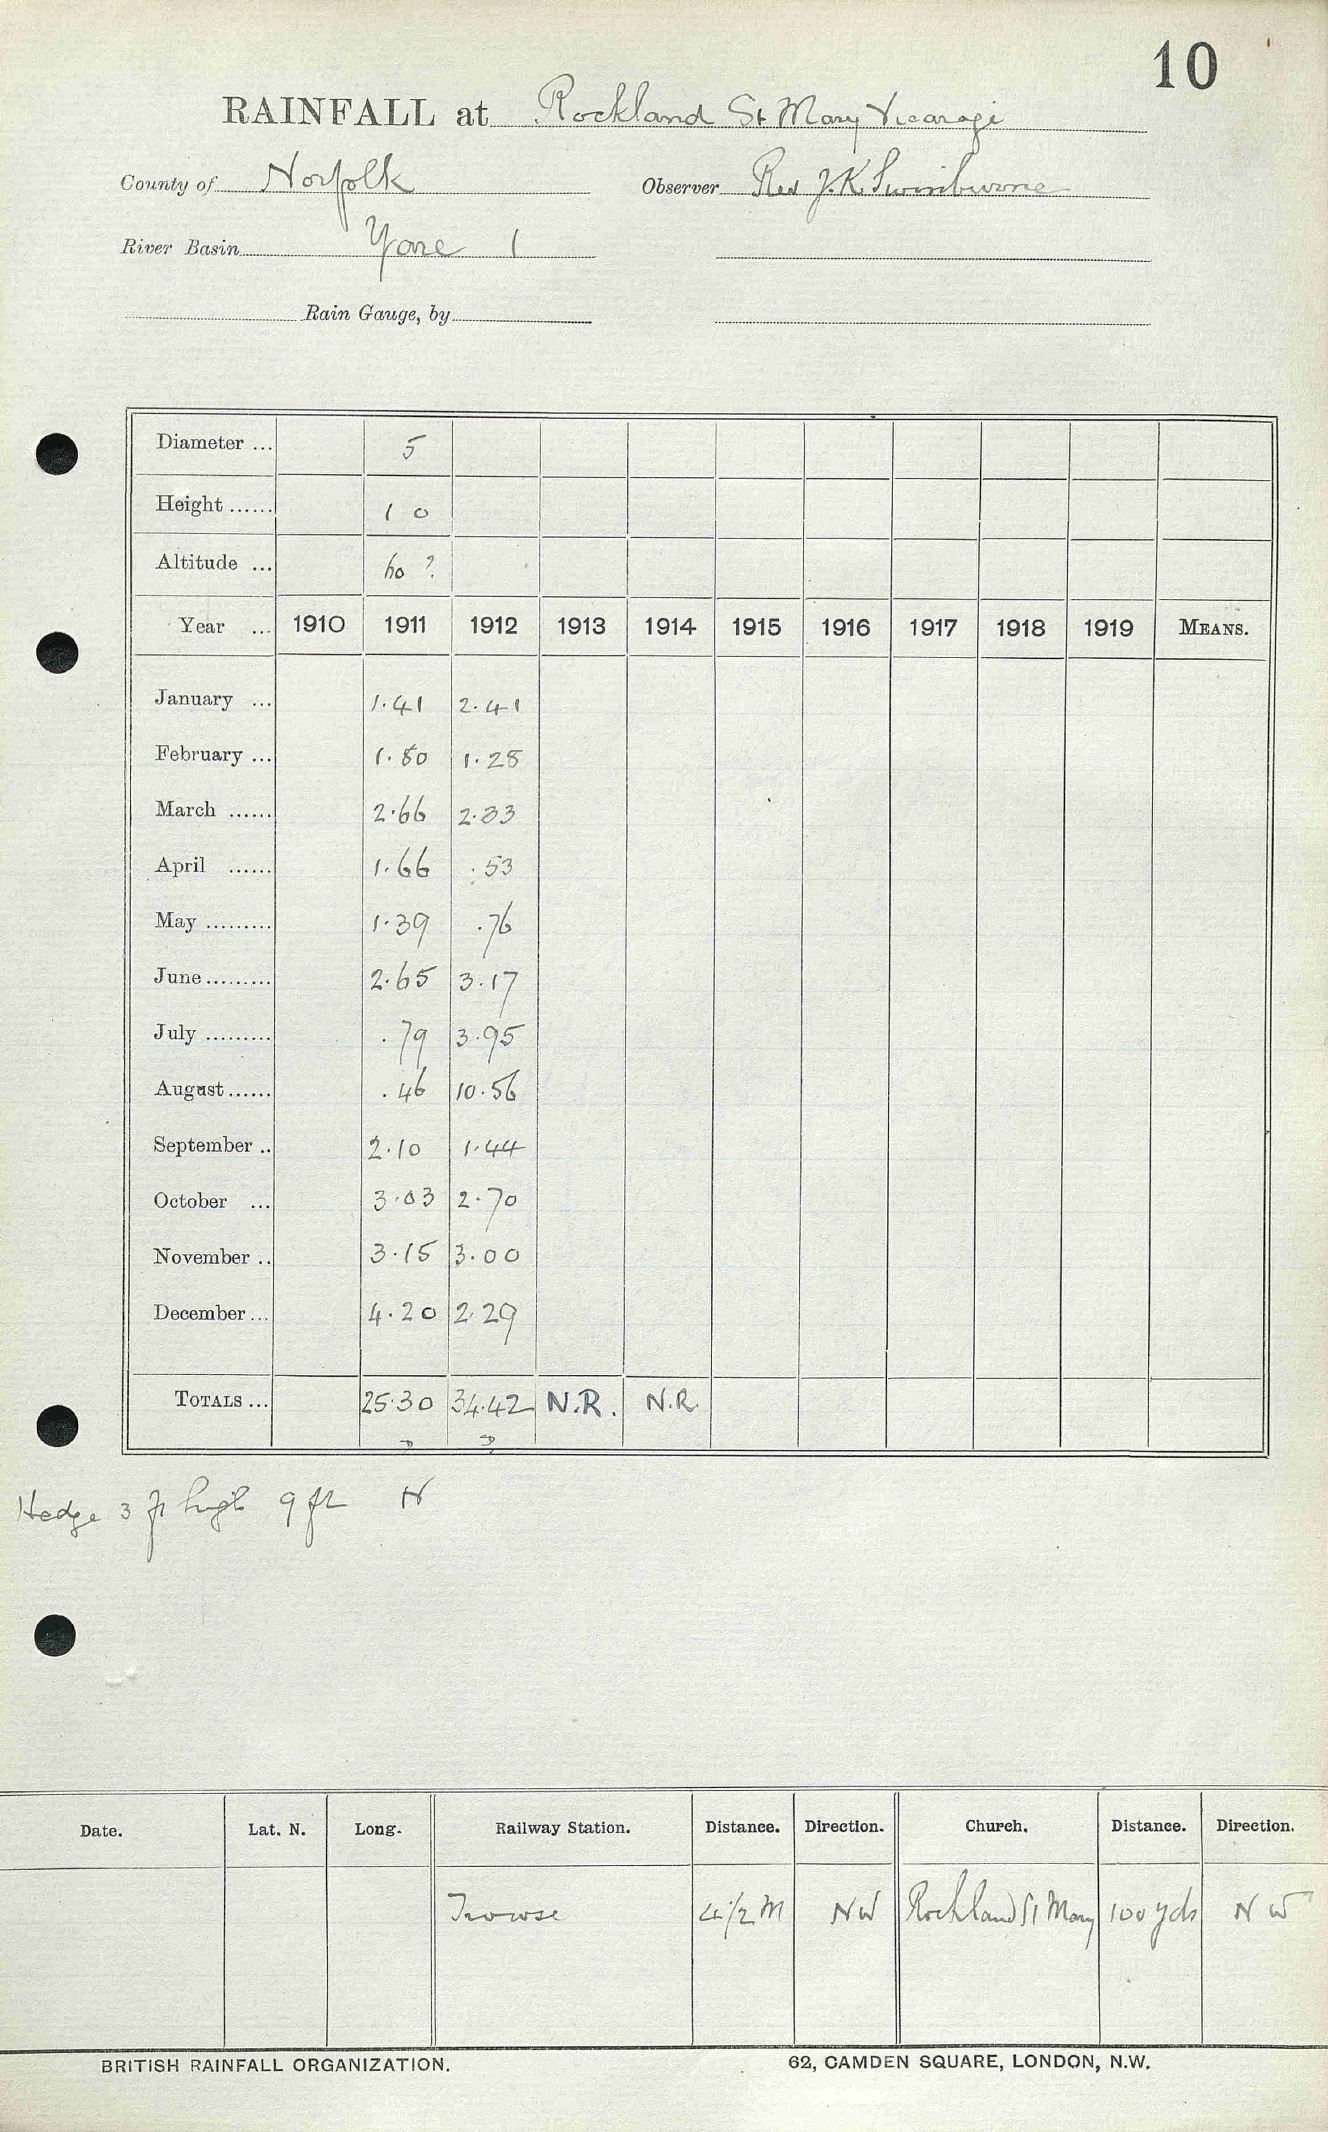 10
RAINFALL at Rockland St Mary Vicarage
County of Norfolk Observer Rev J. K. Swinburne
River Basin Yare 1
Rain Gauge, by
Diameter ... 5
Height ...... 1 0
Altitude ... 60 ?
Year ... 1910 1911 1912 1913 1914 1915 1916 1917 1918 1919 MEANS.
January ... 1.41 2.41
February ... 1.80 1.28
March ...... 2.66 2.33
April ...... 1.66 .53
May ......... 1.39 .76
June ......... 2.65 3.17
July ......... .79 3.95
August ...... .46 10.56
September .. 2.10 1.44
October ... 3.03 2.70
November .. 3.15 3.00
December ... 4.20 2.29
TOTALS ... 25.30 34.42 N.R. N.R.
Hedge 3 ft high 9 ft N
Date. Lat. N. Long. Railway Station. Distance. Direction. Church. Distance. Direction.
Trowse 4 1/2 M NW Rockland St Mary 100 yds NW
BRITISH RAINFALL ORGANIZATION. 62, CAMDEN SQUARE, LONDON, N.W.